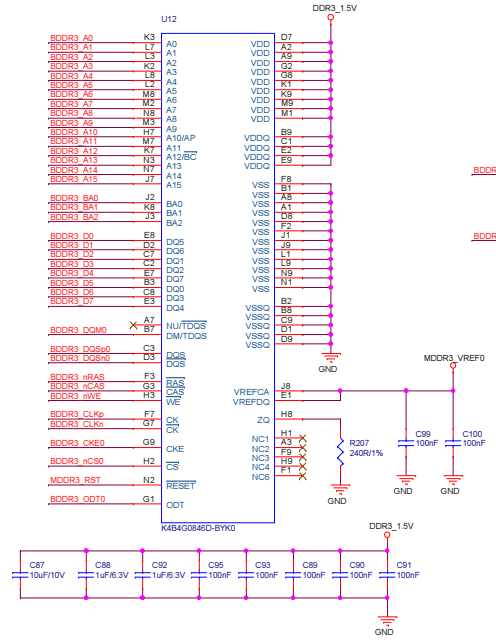 DDR3_1.5V
U12
BDDR3_A0 K3 A0 VDD D7
BDDR3_A1 L7 A1 VDD A2
BDDR3_A2 L3 A2 VDD A9
BDDR3_A3 K2 A3 VDD G2
BDDR3_A4 L8 A4 VDD G8
BDDR3_A5 L2 A5 VDD K1
BDDR3_A6 M8 A6 VDD K9
BDDR3_A7 M2 A7 VDD M9
BDDR3_A8 N8 A8 VDD M1
BDDR3_A9 M3 A9
BDDR3_A10 H7 A10/AP VDDQ B9
BDDR3_A11 M7 A11 VDDQ C1
BDDR3_A12 K7 A12/BC VDDQ E2
BDDR3_A13 N3 A13 VDDQ E9
BDDR3_A14 N7 A14
BDDR3_A15 J7 A15 VSS F8
VSS B1
BDDR3_BA0 J2 BA0 VSS A8
BDDR3_BA1 K8 BA1 VSS A1
BDDR3_BA2 J3 BA2 VSS D8
VSS F2
BDDR3_D0 E8 DQ5 VSS J1
BDDR3_D1 D2 DQ6 VSS J9
BDDR3_D2 C7 DQ1 VSS L1
BDDR3_D3 C2 DQ2 VSS L9
BDDR3_D4 E7 DQ7 VSS N9
BDDR3_D5 B3 DQ0 VSS N1
BDDR3_D6 C8 DQ3
BDDR3_D7 E3 DQ4 VSSQ B2
VSSQ B8
A7 NU/TDQS VSSQ C9
BDDR3_DQM0 B7 DM/TDQS VSSQ D1
VSSQ D9
BDDR3_DQSp0 C3 DQS
BDDR3_DQSn0 D3 DQS
GND
MDDR3_VREF0
BDDR3_nRAS F3 RAS
BDDR3_nCAS G3 CAS VREFCA J8
BDDR3_nWE H3 WE VREFDQ E1
BDDR3_CLKp F7 CK ZQ H8
BDDR3_CLKn G7 CK
NC1 H1
BDDR3_CKE0 G9 CKE NC2 A3
NC3 F9
BDDR3_nCS0 H2 CS NC4 H9
NC6 F1
MDDR3_RST N2 RESET
BDDR3_ODT0 G1 ODT
R207
240R/1%
C99
100nF
C100
100nF
GND
GND
GND
K4B4G0846D-BYK0
BDDR3
BDDR3
DDR3_1.5V
C87
10uF/10V
C88
1uF/6.3V
C92
1uF/6.3V
C95
100nF
C93
100nF
C89
100nF
C90
100nF
C91
100nF
GND